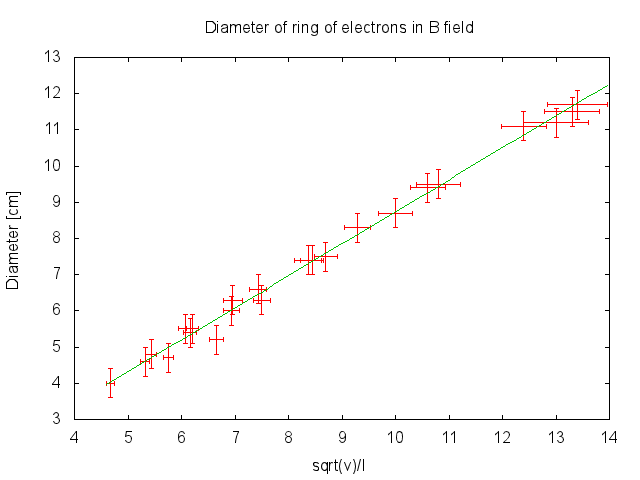 Diameter of ring of electrons in B field
13
12
11
10
9
8
7
6
5
4
3
Diameter [cm]
4 5 6 7 8 9 10 11 12 13 14
sqrt(v)/I